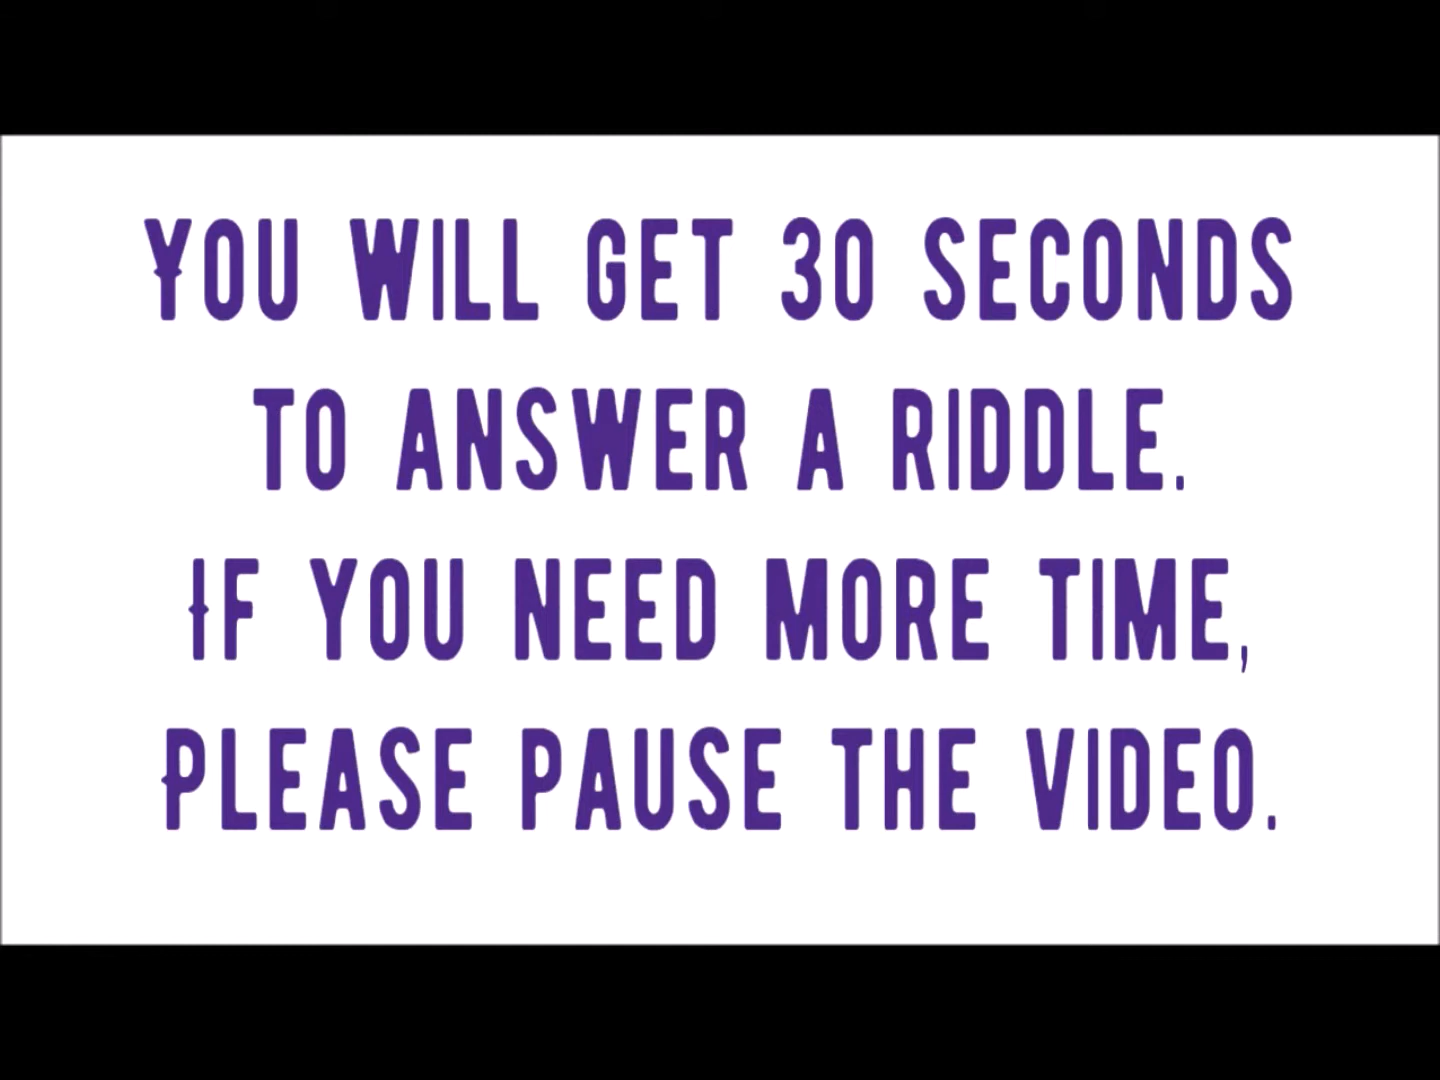 YOU WILL GET 30 SECONDS
TO ANSWER A RIDDLE.
IF YOU NEED MORE TIME,
PLEASE PAUSE THE VIDEO.